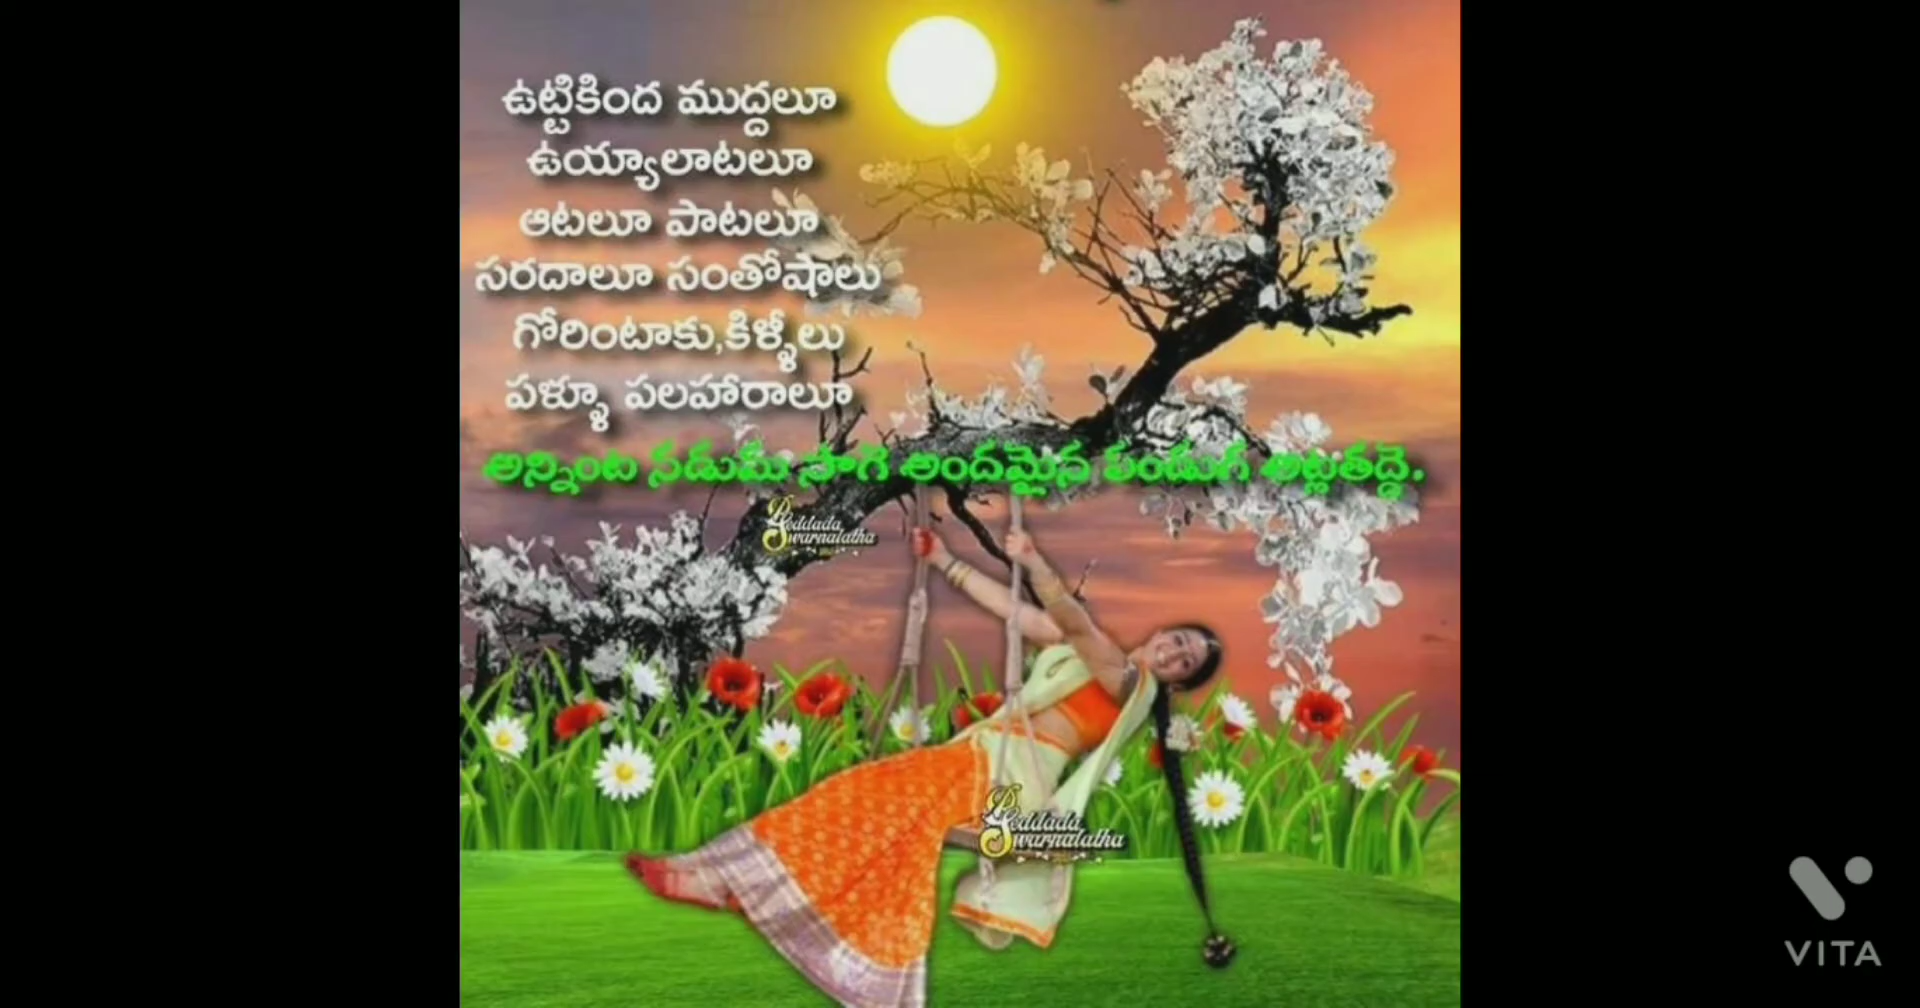 ఉట్టికింద ముద్దలూ
ఉయ్యాలాటలూ
ఆటలూ పాటలూ
సరదాలూ సంతోషాలు
గోరింటాకు,కిళ్ళీలు
పళ్ళూ పలహారాలూ
అన్నింట నడుమ సాగె అందమైన పండుగ అట్లతద్దె.
Peddada
Swarnalatha
Peddada
Swarnalatha
VITA